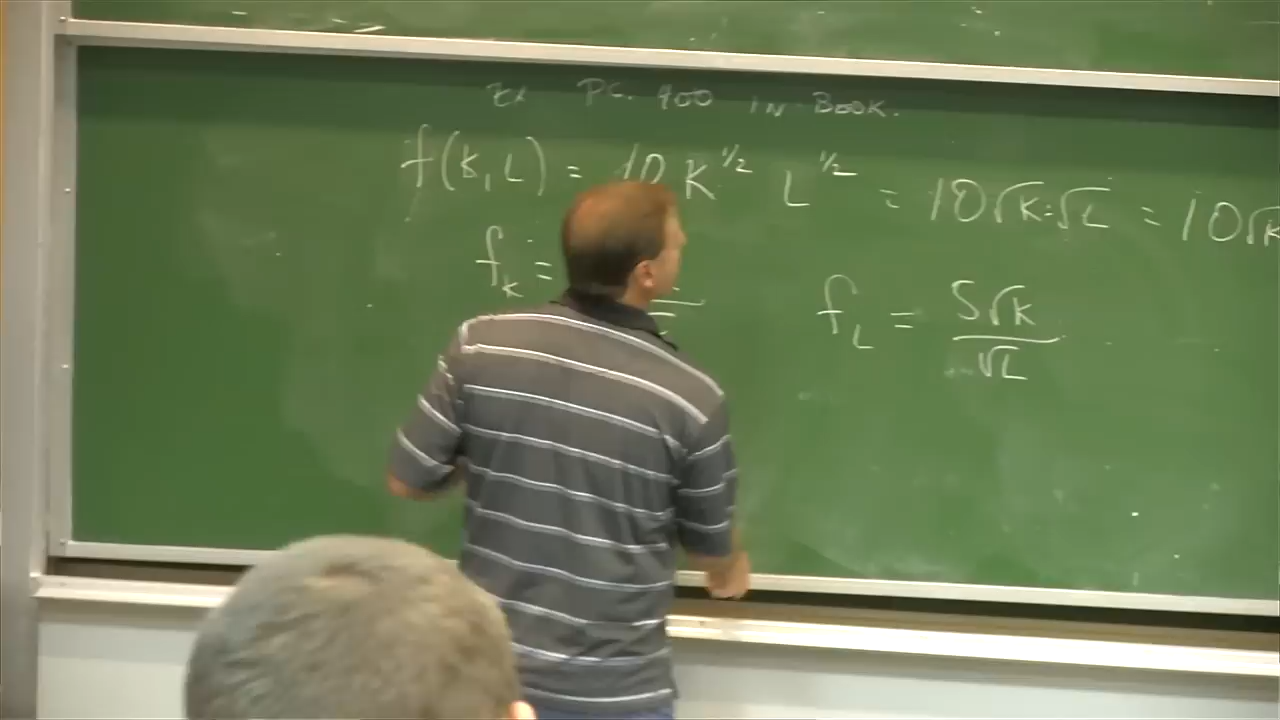 Ex PG. 900 IN BOOK.
f(K,L) = 10 K^1/2 L^1/2 = 10√K·√L = 10√K
f_K =
f_L = 5√K / √L